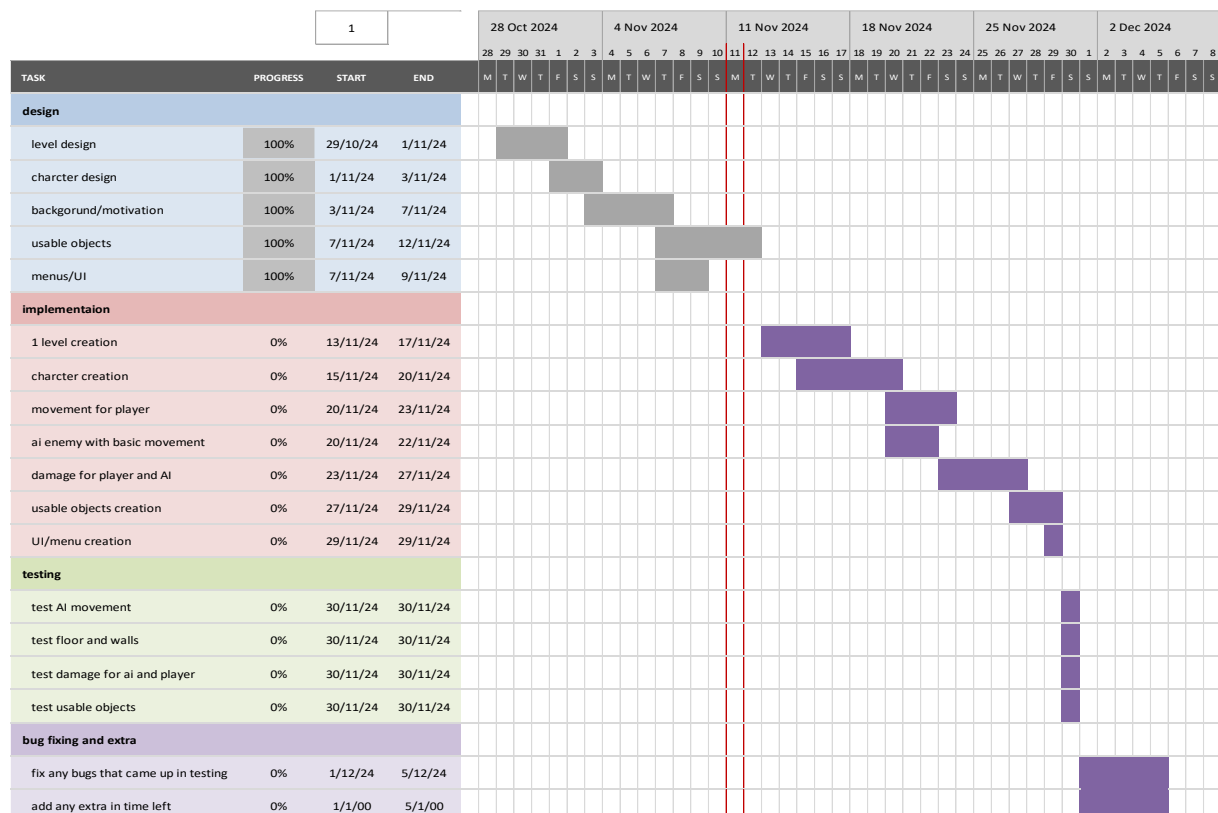 1
28 Oct 2024 4 Nov 2024 11 Nov 2024 18 Nov 2024 25 Nov 2024 2 Dec 2024
28 29 30 31 1 2 3 4 5 6 7 8 9 10 11 12 13 14 15 16 17 18 19 20 21 22 23 24 25 26 27 28 29 30 1 2 3 4 5 6 7 8
TASK PROGRESS START END M T W T F S S M T W T F S S M T W T F S S M T W T F S S M T W T F S S M T W T F S S
design
level design 100% 29/10/24 1/11/24
charcter design 100% 1/11/24 3/11/24
backgorund/motivation 100% 3/11/24 7/11/24
usable objects 100% 7/11/24 12/11/24
menus/UI 100% 7/11/24 9/11/24
implementaion
1 level creation 0% 13/11/24 17/11/24
charcter creation 0% 15/11/24 20/11/24
movement for player 0% 20/11/24 23/11/24
ai enemy with basic movement 0% 20/11/24 22/11/24
damage for player and AI 0% 23/11/24 27/11/24
usable objects creation 0% 27/11/24 29/11/24
UI/menu creation 0% 29/11/24 29/11/24
testing
test AI movement 0% 30/11/24 30/11/24
test floor and walls 0% 30/11/24 30/11/24
test damage for ai and player 0% 30/11/24 30/11/24
test usable objects 0% 30/11/24 30/11/24
bug fixing and extra
fix any bugs that came up in testing 0% 1/12/24 5/12/24
add any extra in time left 0% 1/1/00 5/1/00